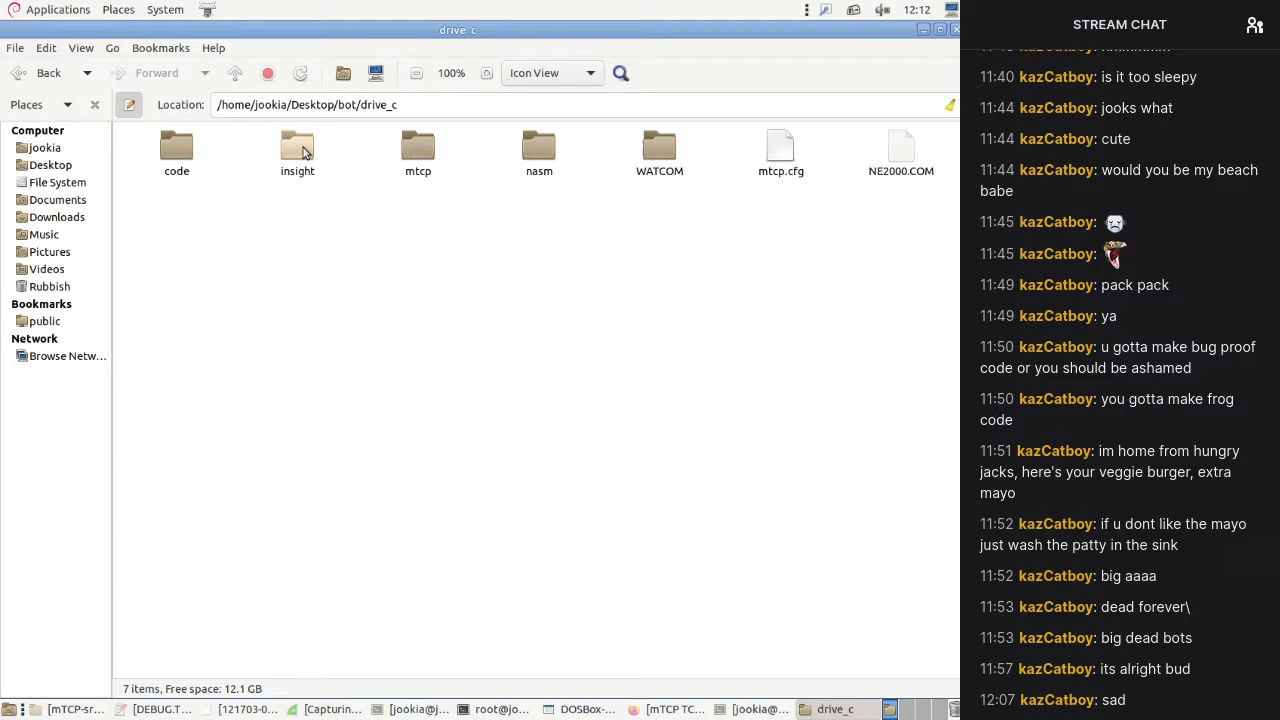 Applications Places System 12:12
drive_c
File Edit View Go Bookmarks Help
Back Forward 100% Icon View
Places Location: /home/jookia/Desktop/bot/drive_c
Computer
jookia
Desktop
File System
Documents
Downloads
Music
Pictures
Videos
Rubbish
Bookmarks
public
Network
Browse Netw...
code insight mtcp nasm WATCOM mtcp.cfg NE2000.COM
7 items, Free space: 12.1 GB
[mTCP-sr... [DEBUG.T... [121703-0... Capturin... [jookia@j... root@jo... DOSBox-... [mTCP TC... [jookia@... drive_c
STREAM CHAT
11:40 kazCatboy: is it too sleepy
11:44 kazCatboy: jooks what
11:44 kazCatboy: cute
11:44 kazCatboy: would you be my beach
babe
11:45 kazCatboy:
11:45 kazCatboy:
11:49 kazCatboy: pack pack
11:49 kazCatboy: ya
11:50 kazCatboy: u gotta make bug proof
code or you should be ashamed
11:50 kazCatboy: you gotta make frog
code
11:51 kazCatboy: im home from hungry
jacks, here's your veggie burger, extra
mayo
11:52 kazCatboy: if u dont like the mayo
just wash the patty in the sink
11:52 kazCatboy: big aaaa
11:53 kazCatboy: dead forever\
11:53 kazCatboy: big dead bots
11:57 kazCatboy: its alright bud
12:07 kazCatboy: sad